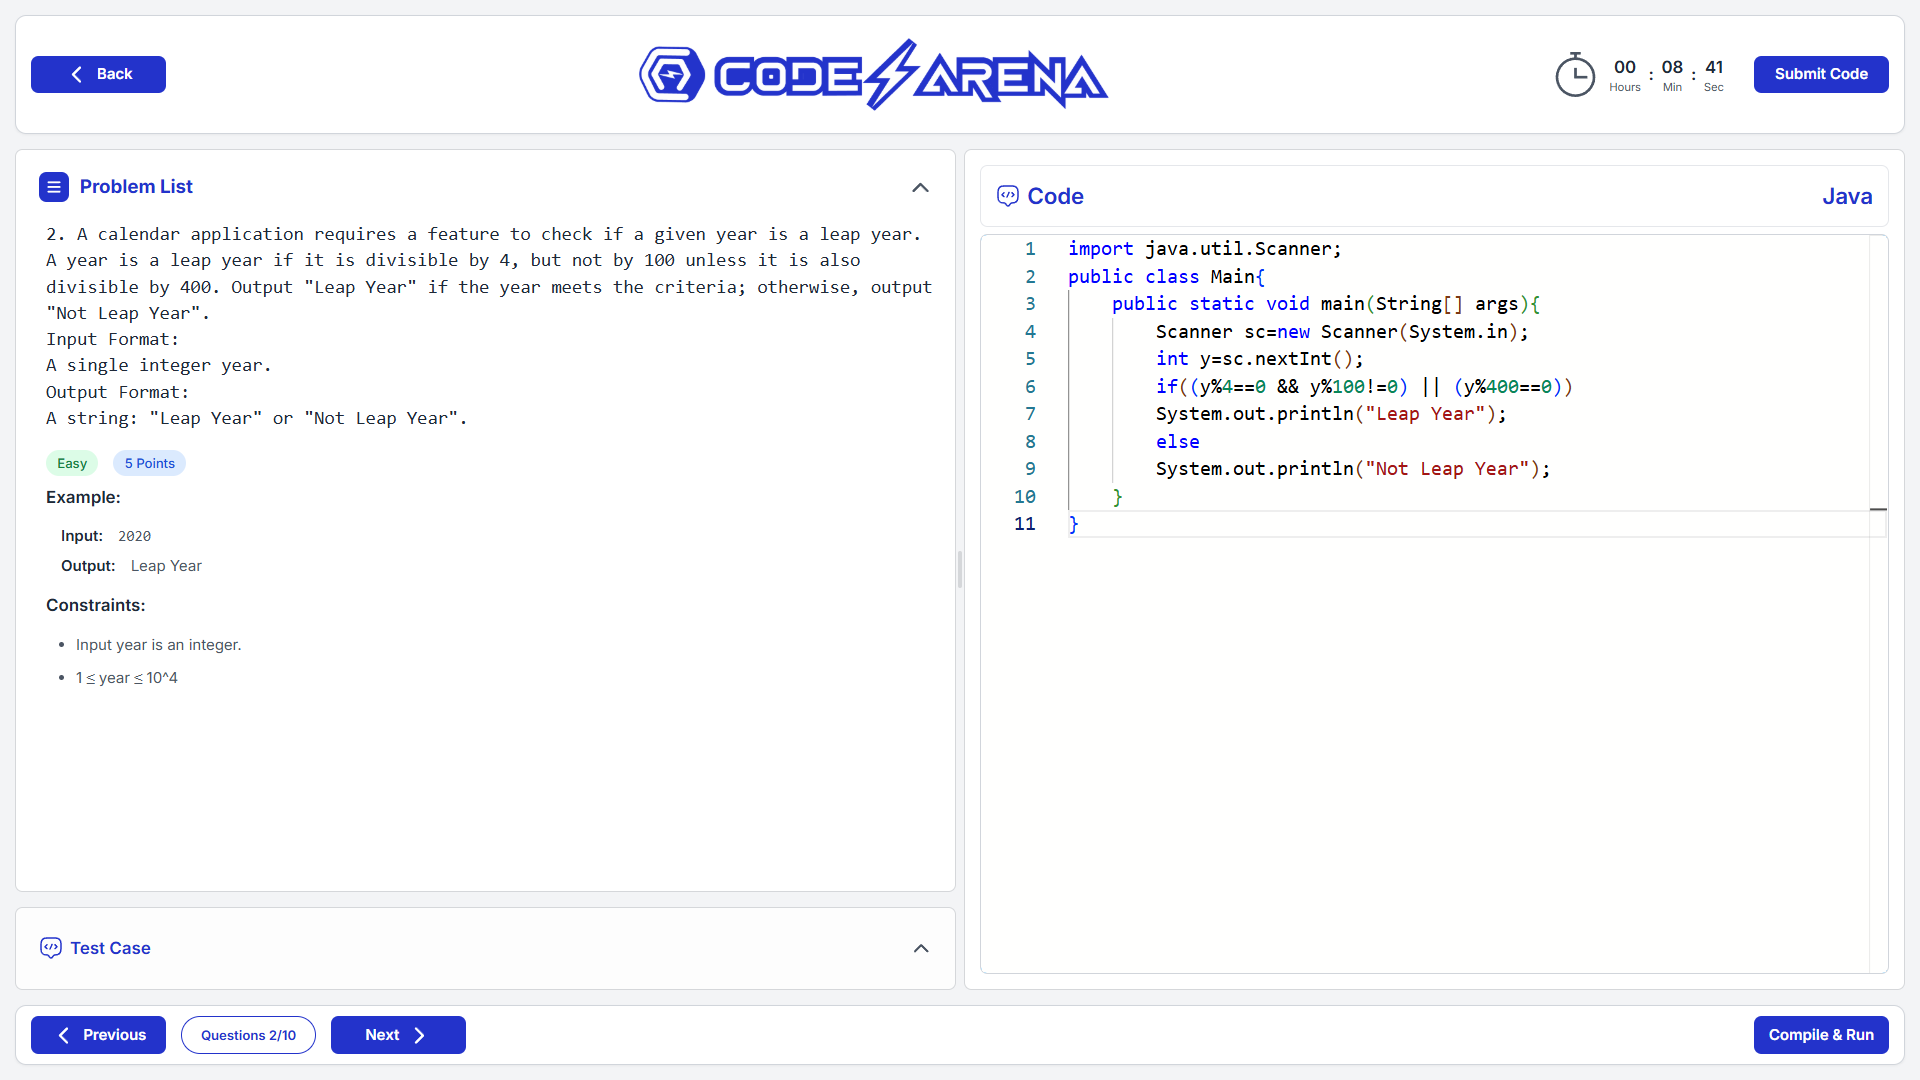 Back
CODE ARENA
00 : 08 : 41
Hours Min Sec
Submit Code
Problem List
2. A calendar application requires a feature to check if a given year is a leap year.
A year is a leap year if it is divisible by 4, but not by 100 unless it is also
divisible by 400. Output "Leap Year" if the year meets the criteria; otherwise, output
"Not Leap Year".
Input Format:
A single integer year.
Output Format:
A string: "Leap Year" or "Not Leap Year".
Easy 5 Points
Example:
Input: 2020
Output: Leap Year
Constraints:
• Input year is an integer.
• 1 ≤ year ≤ 10^4
Test Case
Code Java
1 import java.util.Scanner;
2 public class Main{
3 public static void main(String[] args){
4 Scanner sc=new Scanner(System.in);
5 int y=sc.nextInt();
6 if((y%4==0 && y%100!=0) || (y%400==0))
7 System.out.println("Leap Year");
8 else
9 System.out.println("Not Leap Year");
10 }
11 }
Previous Questions 2/10 Next
Compile & Run